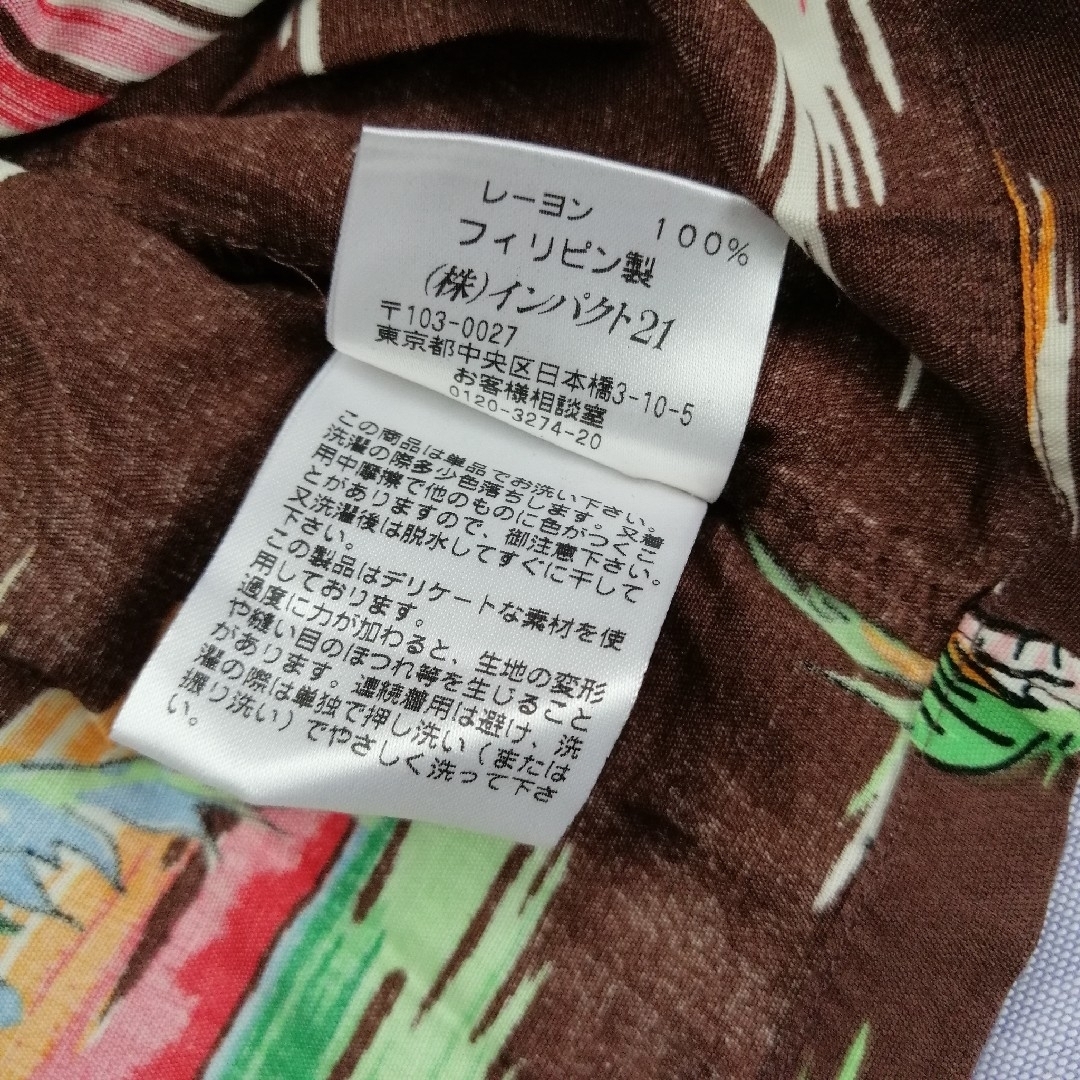 レーヨン　100%
フィリピン製
(株)インパクト21
〒103-0027
東京都中央区日本橋3-10-5
お客様相談室
0120-3274-20
この商品は単品でお洗い下さい。
洗濯の際多少色落ちします。又着
用中摩擦で他のものに色がつくこ
とがありますので、御注意下さい。
又洗濯後は脱水してすぐに干して
下さい。
この製品はデリケートな素材を使
用しております。
過度に力が加わると、生地の変形
や縫い目のほつれ等を生じること
があります。連続着用は避け、洗
濯の際は単独で押し洗い（または
振り洗い）でやさしく洗って下さ
い。